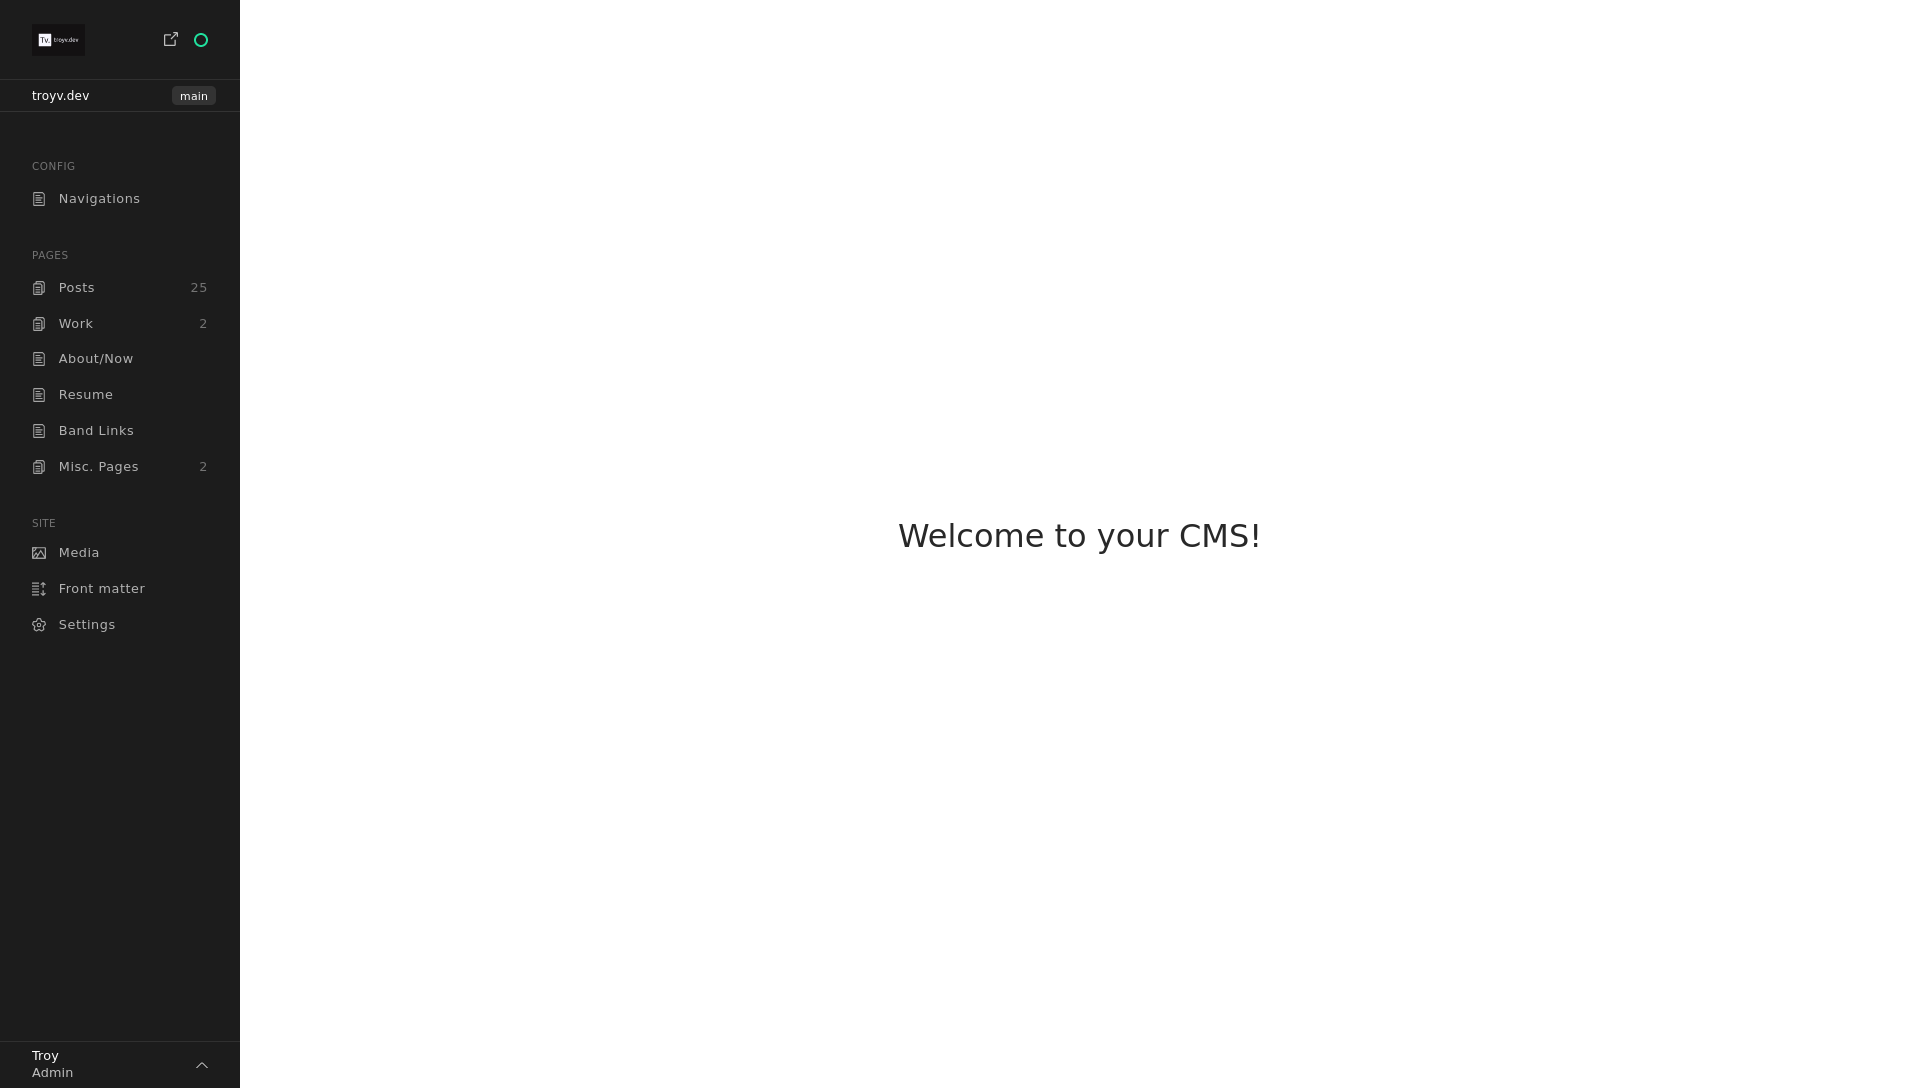 Tv. troyv.dev
troyv.dev
main
CONFIG
Navigations
PAGES
Posts 25
Work 2
About/Now
Resume
Band Links
Misc. Pages 2
SITE
Media
Front matter
Settings
Troy
Admin
Welcome to your CMS!